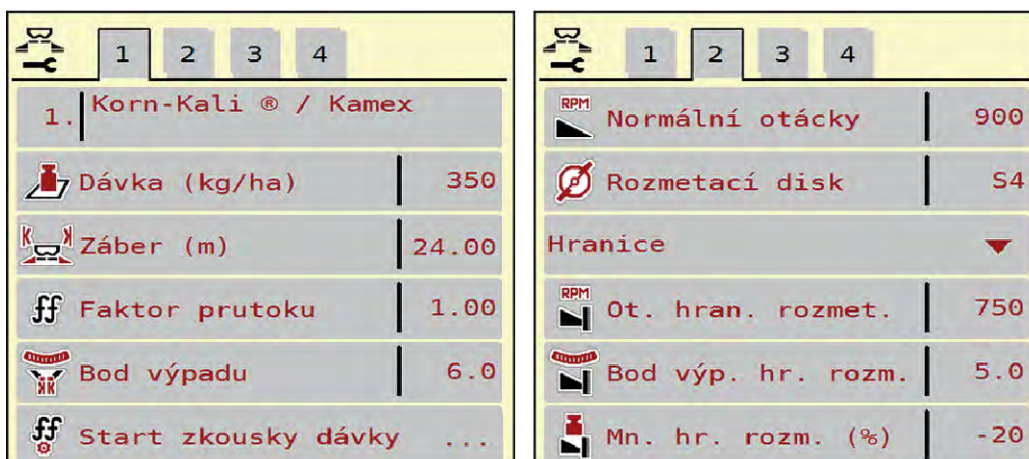 1 2 3 4
1. Korn-Kali ® / Kamex
Dávka (kg/ha) 350
Záber (m) 24.00
ff Faktor prutoku 1.00
Bod výpadu 6.0
ff Start zkousky dávky ...
1 2 3 4
RPM Normální otácky 900
Rozmetací disk S4
Hranice
RPM Ot. hran. rozmet. 750
Bod výp. hr. rozm. 5.0
Mn. hr. rozm. (%) -20